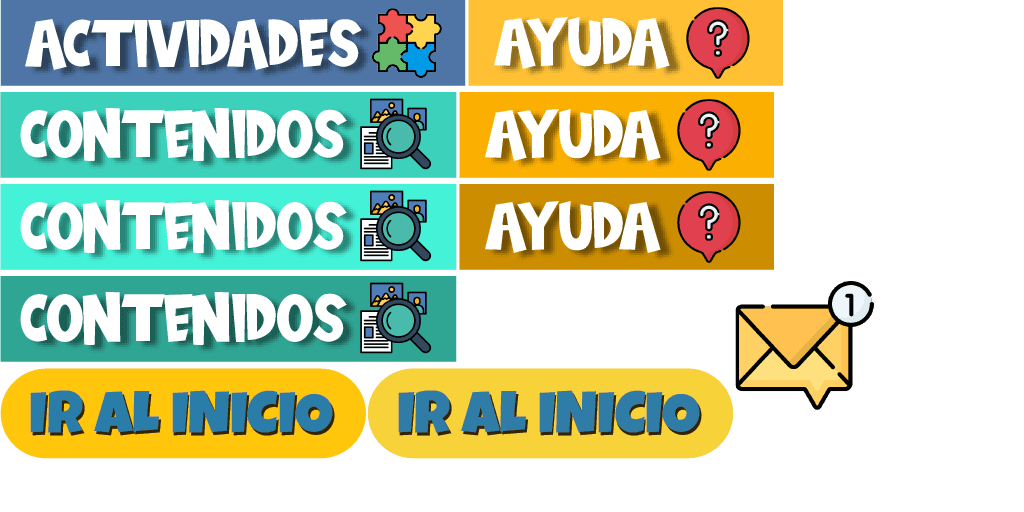 ACTIVIDADES AYUDA ?
CONTENIDOS AYUDA ?
CONTENIDOS AYUDA ?
CONTENIDOS
1
IR AL INICIO IR AL INICIO